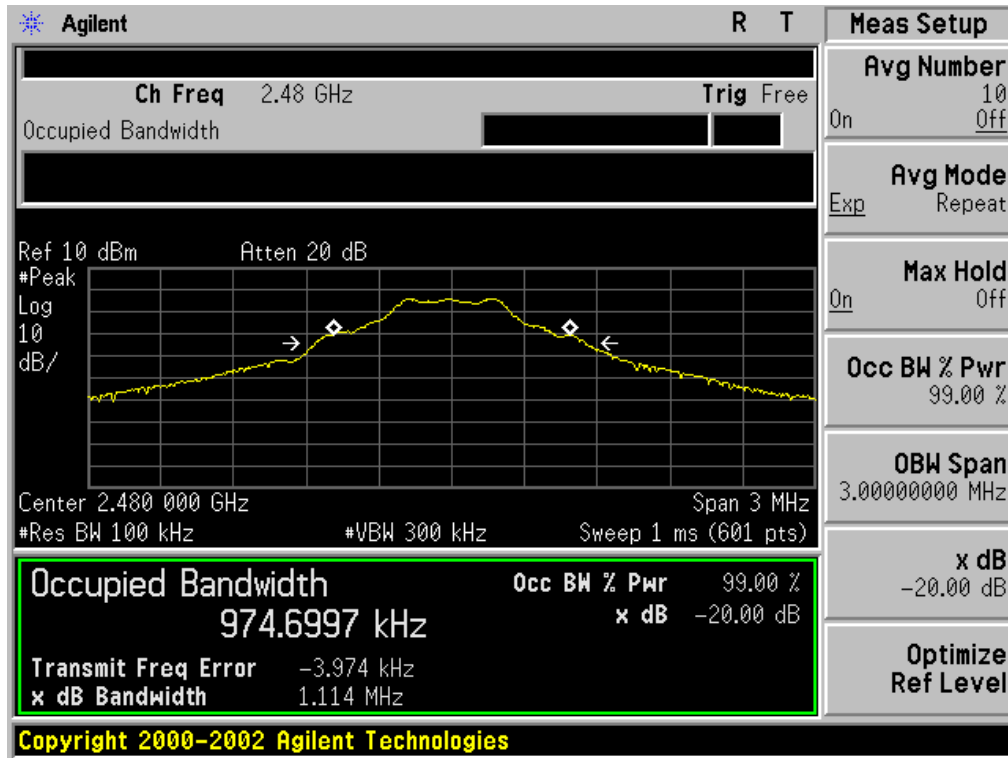 Agilent R T
Ch Freq 2.48 GHz Trig Free
Occupied Bandwidth
Ref 10 dBm Atten 20 dB
#Peak
Log
10
dB/
Center 2.480 000 GHz Span 3 MHz
#Res BW 100 kHz #VBW 300 kHz Sweep 1 ms (601 pts)
Occupied Bandwidth Occ BW % Pwr 99.00 %
974.6997 kHz x dB -20.00 dB
Transmit Freq Error -3.974 kHz
x dB Bandwidth 1.114 MHz
Copyright 2000-2002 Agilent Technologies
Meas Setup
Avg Number
10
On Off
Avg Mode
Exp Repeat
Max Hold
On Off
Occ BW % Pwr
99.00 %
OBW Span
3.00000000 MHz
x dB
-20.00 dB
Optimize
Ref Level